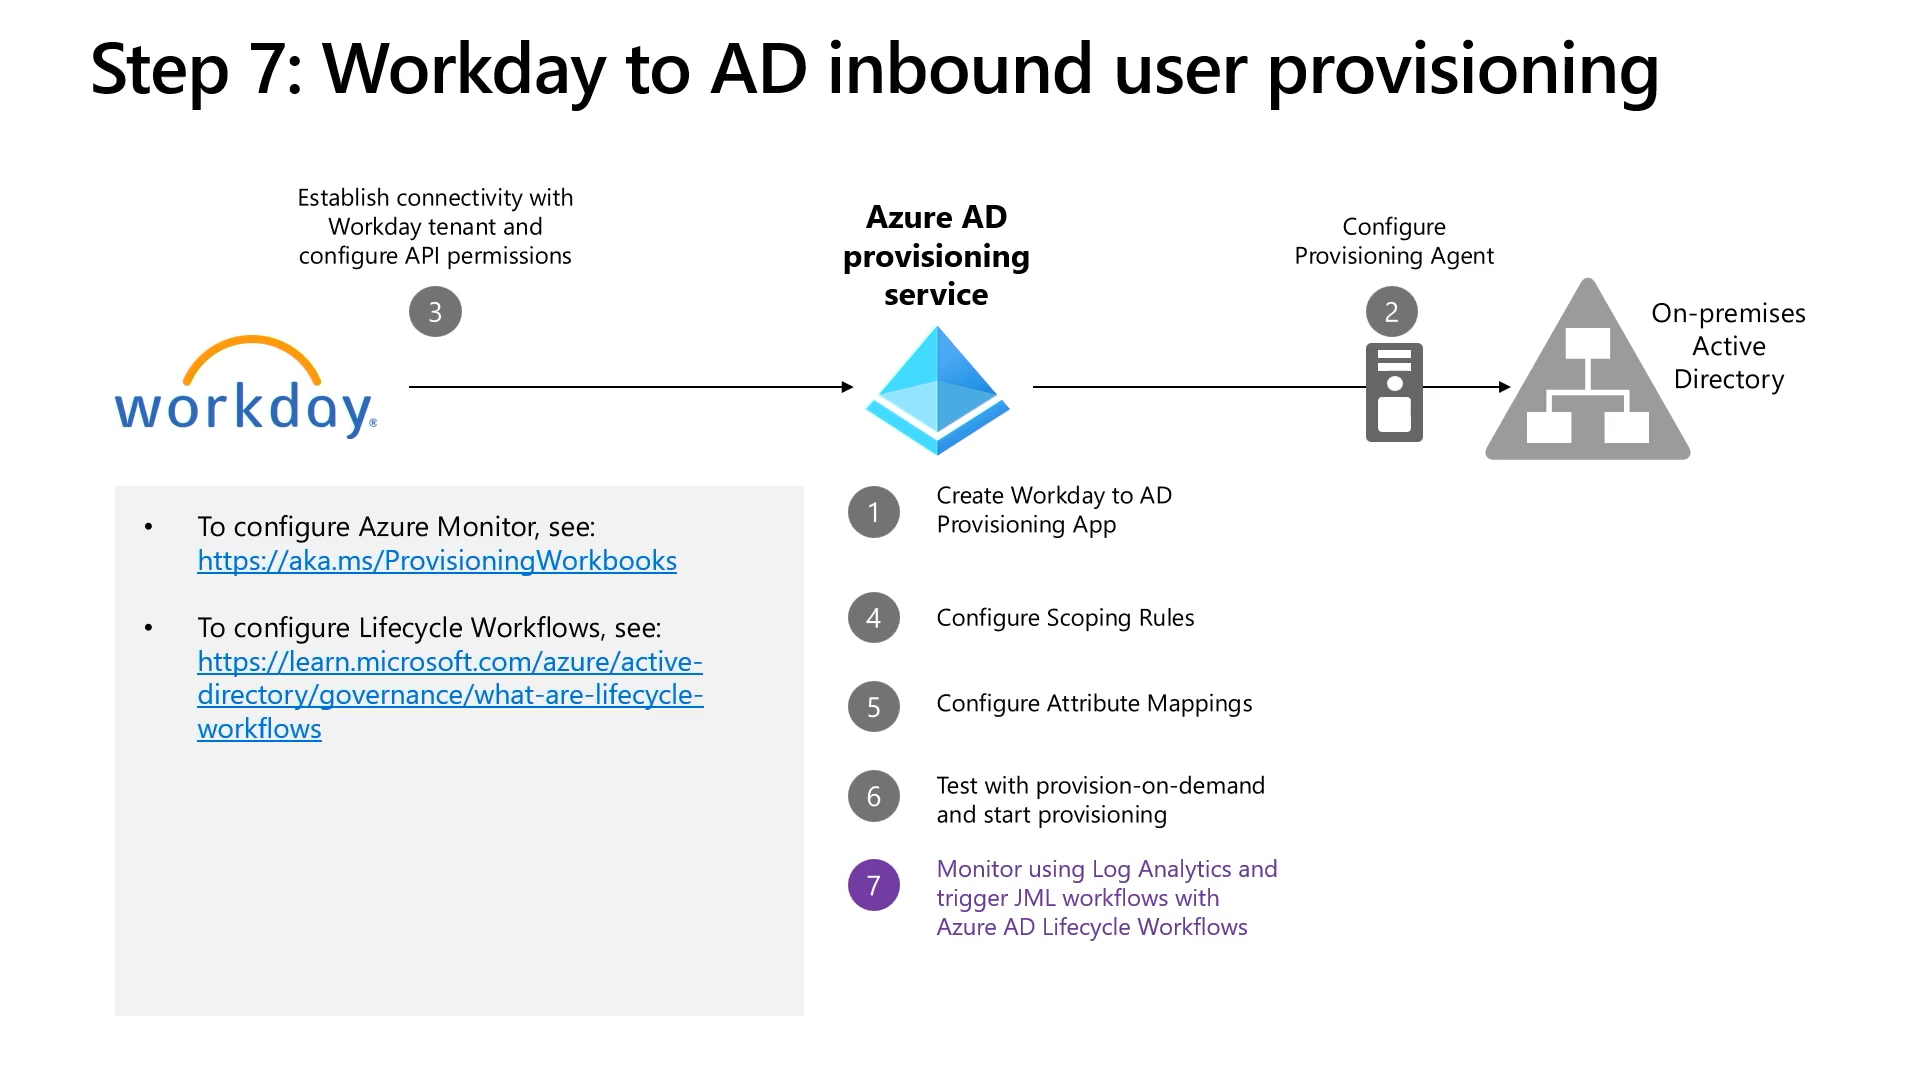 Step 7: Workday to AD inbound user provisioning
Establish connectivity with
Workday tenant and
configure API permissions
3
workday®
Azure AD
provisioning
service
Configure
Provisioning Agent
2
On-premises
Active
Directory
• To configure Azure Monitor, see:
https://aka.ms/ProvisioningWorkbooks
• To configure Lifecycle Workflows, see:
https://learn.microsoft.com/azure/active-
directory/governance/what-are-lifecycle-
workflows
1 Create Workday to AD
Provisioning App
4 Configure Scoping Rules
5 Configure Attribute Mappings
6 Test with provision-on-demand
and start provisioning
7 Monitor using Log Analytics and
trigger JML workflows with
Azure AD Lifecycle Workflows